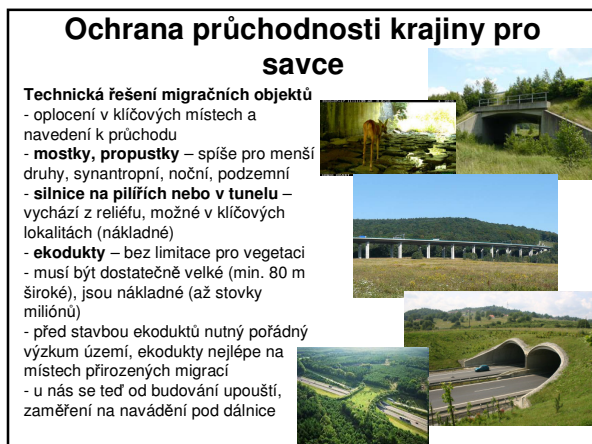 Ochrana průchodnosti krajiny pro
savce
Technická řešení migračních objektů
- oplocení v klíčových místech a
navedení k průchodu
- mostky, propustky – spíše pro menší
druhy, synantropní, noční, podzemní
- silnice na pilířích nebo v tunelu –
vychází z reliéfu, možné v klíčových
lokalitách (nákladné)
- ekodukty – bez limitace pro vegetaci
- musí být dostatečně velké (min. 80 m
široké), jsou nákladné (až stovky
miliónů)
- před stavbou ekoduktů nutný pořádný
výzkum území, ekodukty nejlépe na
místech přirozených migrací
- u nás se teď od budování upouští,
zaměření na navádění pod dálnice